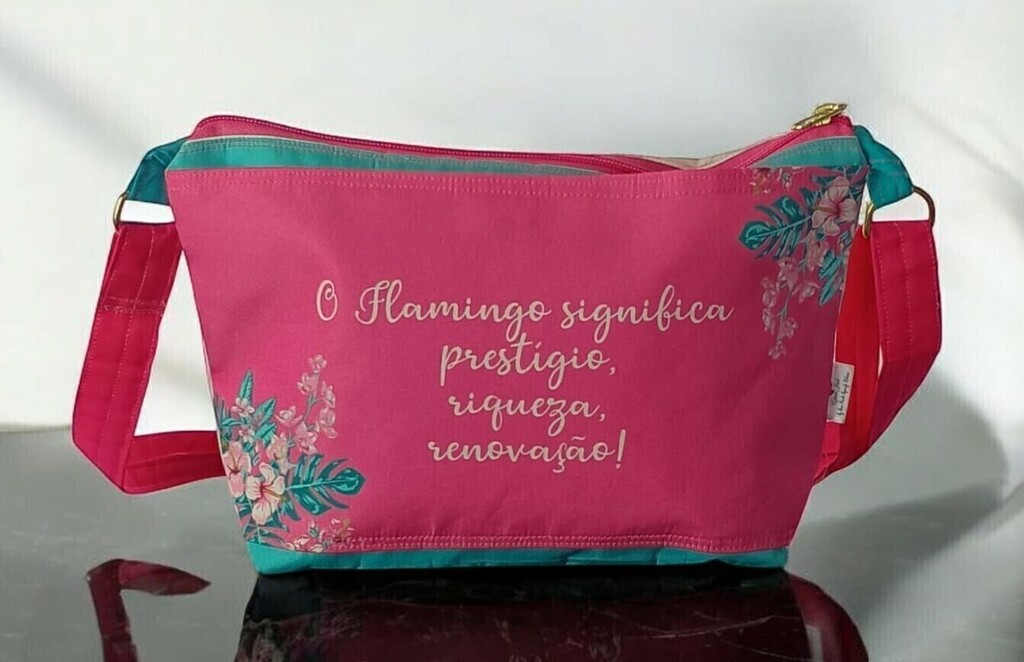 O Flamingo significa
prestígio,
riqueza,
renovação!